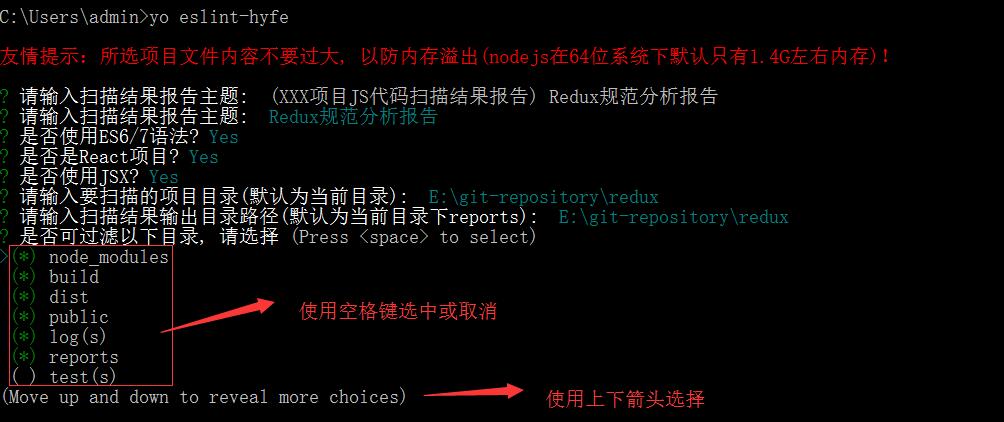 C:\Users\admin>yo eslint-hyfe
友情提示: 所选项目文件内容不要过大, 以防内存溢出(nodejs在64位系统下默认只有1.4G左右内存)!
? 请输入扫描结果报告主题: (XXX项目JS代码扫描结果报告) Redux规范分析报告
? 请输入扫描结果报告主题: Redux规范分析报告
? 是否使用ES6/7语法? Yes
? 是否是React项目? Yes
? 是否使用JSX? Yes
? 请输入要扫描的项目目录(默认为当前目录): E:\git-repository\redux
? 请输入扫描结果输出目录路径(默认为当前目录下reports): E:\git-repository\redux
? 是否可过滤以下目录, 请选择 (Press <space> to select)
>(*) node_modules
(*) build
(*) dist
(*) public
使用空格键选中或取消
(*) log(s)
(*) reports
( ) test(s)
(Move up and down to reveal more choices)
使用上下箭头选择